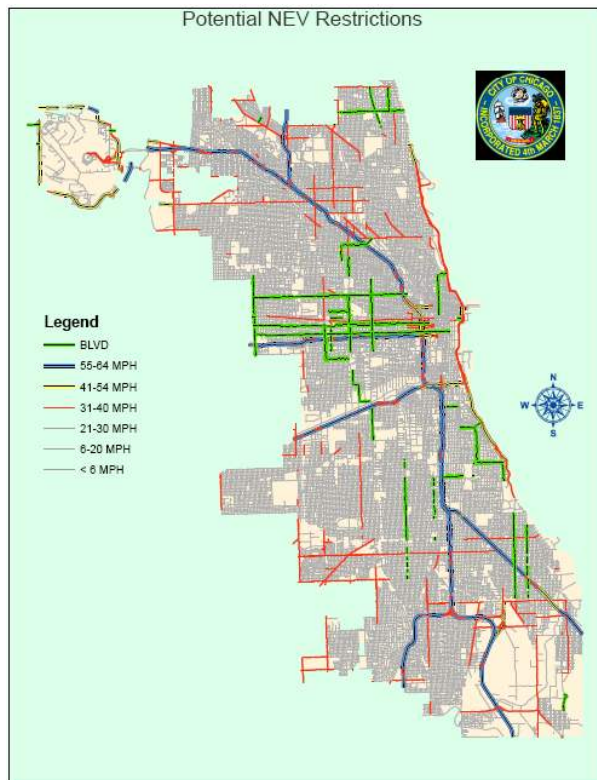 Potential NEV Restrictions
CITY OF CHICAGO
INCORPORATED 4th MARCH 1837
Legend
BLVD
55-64 MPH
41-54 MPH
31-40 MPH
21-30 MPH
6-20 MPH
< 6 MPH
N
W E
S